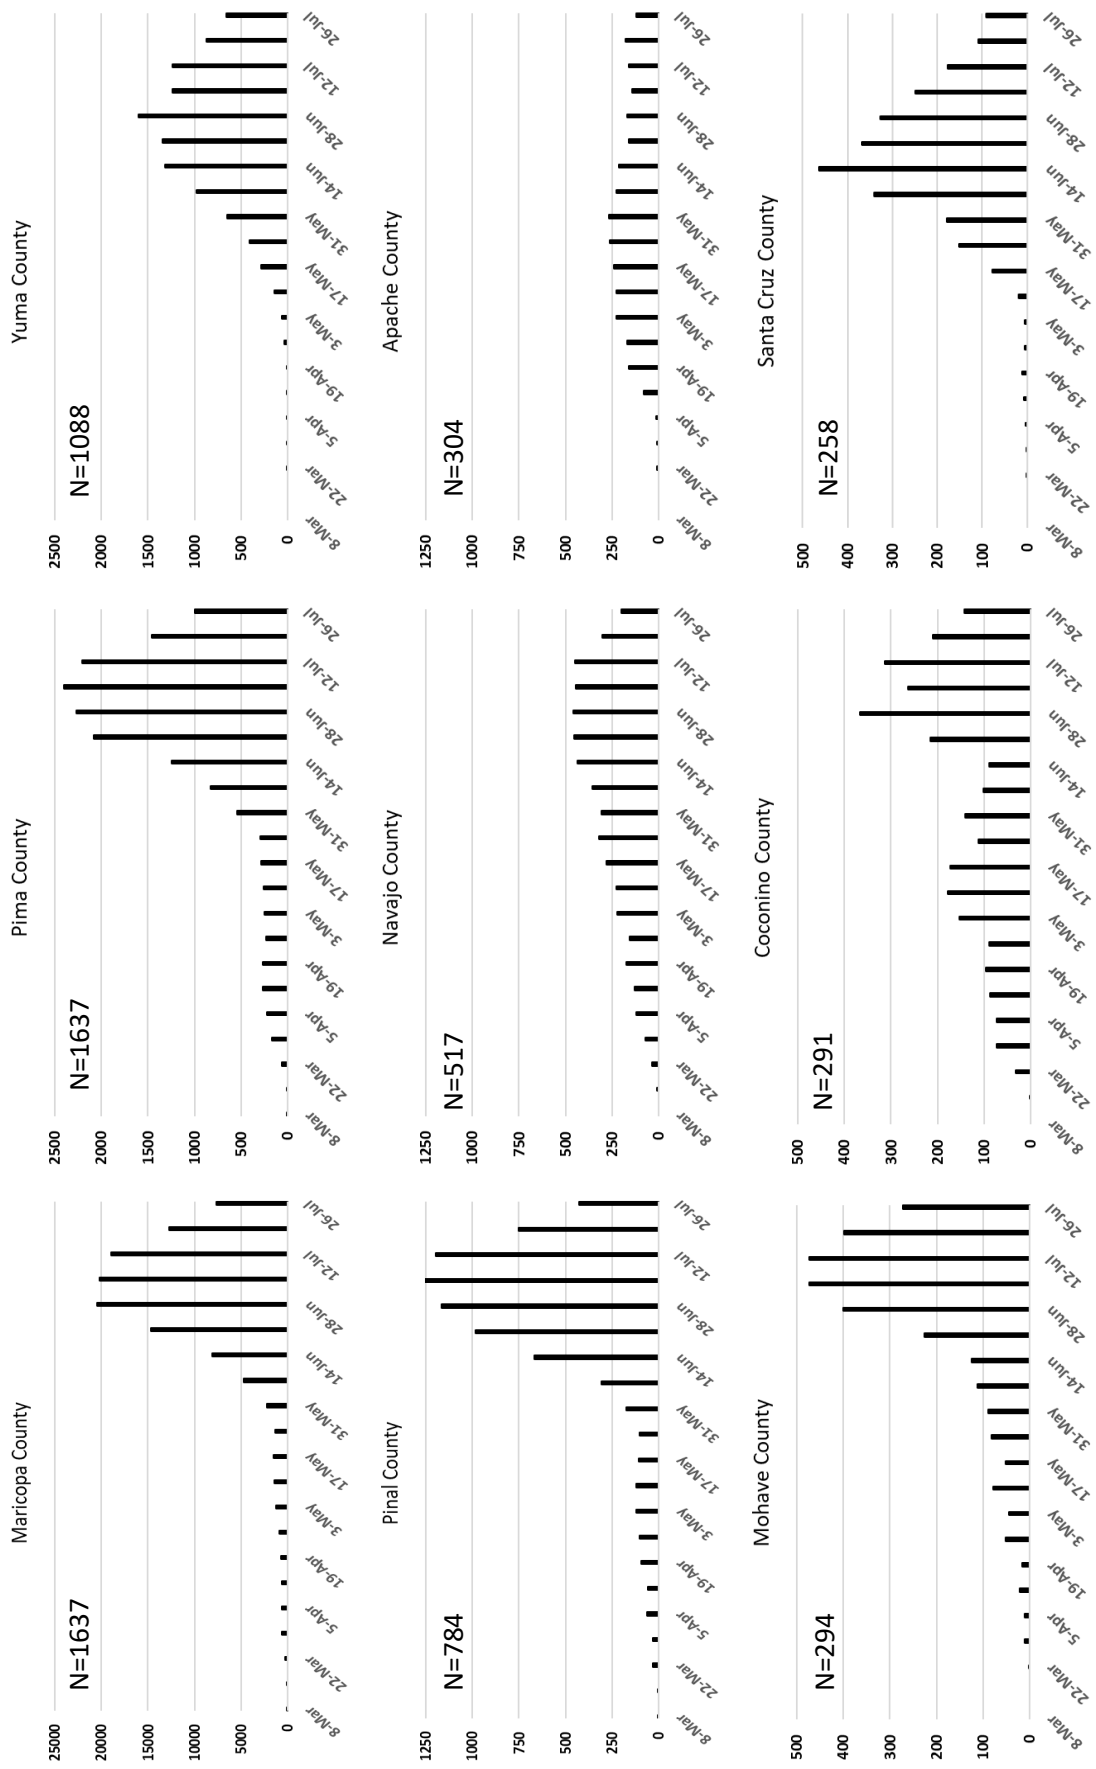 Maricopa County
25000
N=1637
20000
15000
10000
5000
0
8-Mar 22-Mar 5-Apr 19-Apr 3-May 17-May 31-May 14-Jun 28-Jun 12-Jul 26-Jul
Pima County
2500
N=1637
2000
1500
1000
500
0
8-Mar 22-Mar 5-Apr 19-Apr 3-May 17-May 31-May 14-Jun 28-Jun 12-Jul 26-Jul
Yuma County
2500
N=1088
2000
1500
1000
500
0
8-Mar 22-Mar 5-Apr 19-Apr 3-May 17-May 31-May 14-Jun 28-Jun 12-Jul 26-Jul
Pinal County
1250
N=784
1000
750
500
250
0
8-Mar 22-Mar 5-Apr 19-Apr 3-May 17-May 31-May 14-Jun 28-Jun 12-Jul 26-Jul
Navajo County
1250
N=517
1000
750
500
250
0
8-Mar 22-Mar 5-Apr 19-Apr 3-May 17-May 31-May 14-Jun 28-Jun 12-Jul 26-Jul
Apache County
1250
N=304
1000
750
500
250
0
8-Mar 22-Mar 5-Apr 19-Apr 3-May 17-May 31-May 14-Jun 28-Jun 12-Jul 26-Jul
Mohave County
500
N=294
400
300
200
100
0
8-Mar 22-Mar 5-Apr 19-Apr 3-May 17-May 31-May 14-Jun 28-Jun 12-Jul 26-Jul
Coconino County
500
N=291
400
300
200
100
0
8-Mar 22-Mar 5-Apr 19-Apr 3-May 17-May 31-May 14-Jun 28-Jun 12-Jul 26-Jul
Santa Cruz County
500
N=258
400
300
200
100
0
8-Mar 22-Mar 5-Apr 19-Apr 3-May 17-May 31-May 14-Jun 28-Jun 12-Jul 26-Jul